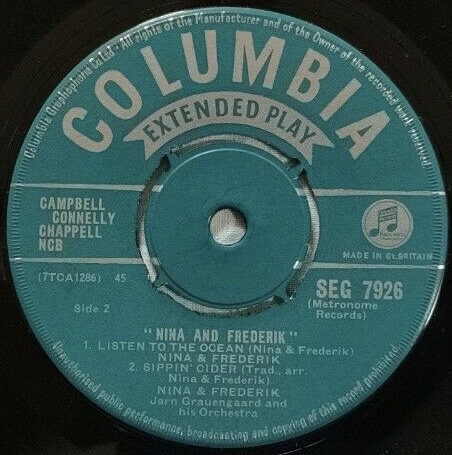 Columbia Graphophone Co. Ltd. · All rights of the Manufacturer and of the Owner of the recorded work reserved.
COLUMBIA
EXTENDED PLAY
CAMPBELL
CONNELLY
CHAPPELL
NCB
MADE IN GT. BRITAIN
(7TCA1286) 45
SEG 7926
(Metronome
Records)
Side 2
"NINA AND FREDERIK"
1. LISTEN TO THE OCEAN (Nina & Frederik)
NINA & FREDERIK
2. SIPPIN' CIDER (Trad., arr.
Nina & Frederik)
NINA & FREDERIK
Jørn Grauengaard and
his Orchestra
Unauthorised public performance, broadcasting and copying of this record prohibited.